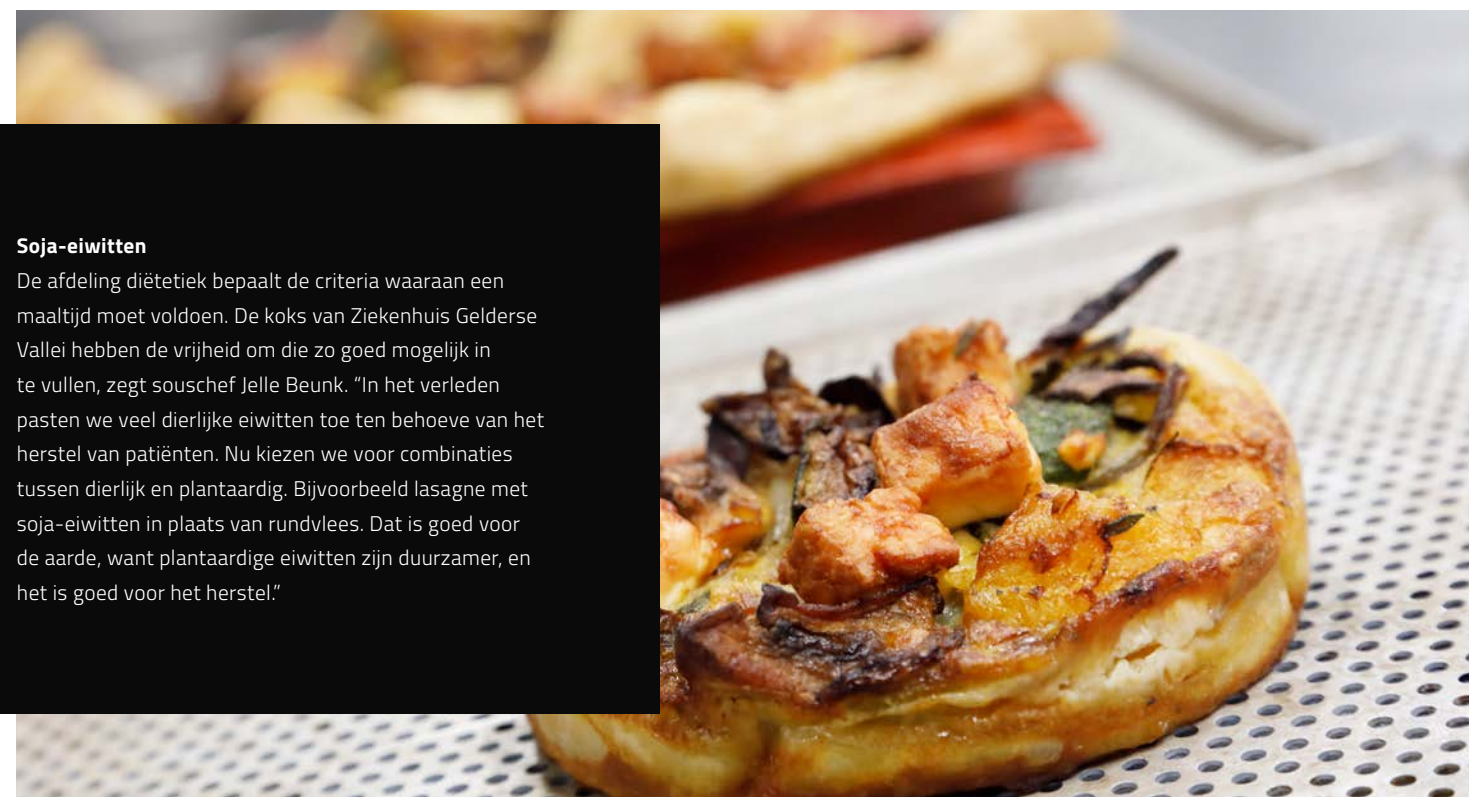 Soja-eiwitten
De afdeling diëtetiek bepaalt de criteria waaraan een
maaltijd moet voldoen. De koks van Ziekenhuis Gelderse
Vallei hebben de vrijheid om die zo goed mogelijk in
te vullen, zegt souschef Jelle Beunk. “In het verleden
pasten we veel dierlijke eiwitten toe ten behoeve van het
herstel van patiënten. Nu kiezen we voor combinaties
tussen dierlijk en plantaardig. Bijvoorbeeld lasagne met
soja-eiwitten in plaats van rundvlees. Dat is goed voor
de aarde, want plantaardige eiwitten zijn duurzamer, en
het is goed voor het herstel.”